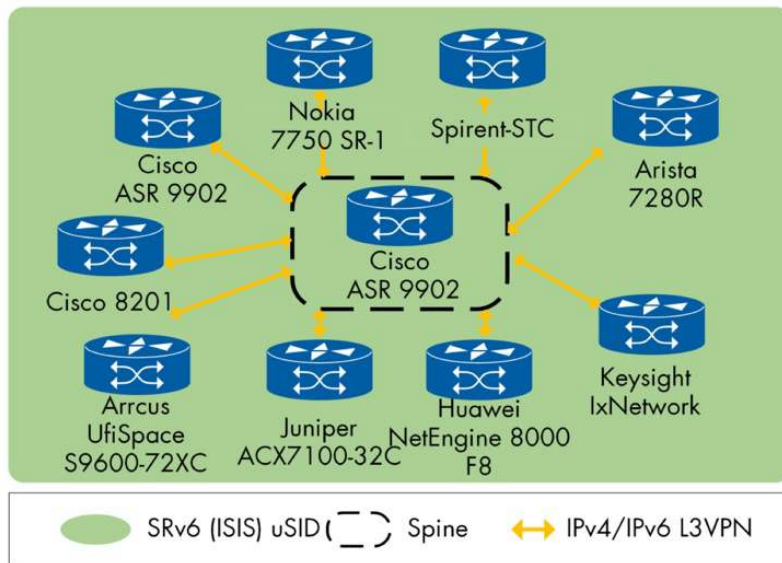 Nokia
7750 SR-1
Spirent-STC
Cisco
ASR 9902
Arista
7280R
Cisco
ASR 9902
Cisco 8201
Keysight
IxNetwork
Arrcus
UfiSpace
S9600-72XC
Juniper
ACX7100-32C
Huawei
NetEngine 8000
F8
SRv6 (ISIS) uSID
Spine
IPv4/IPv6 L3VPN